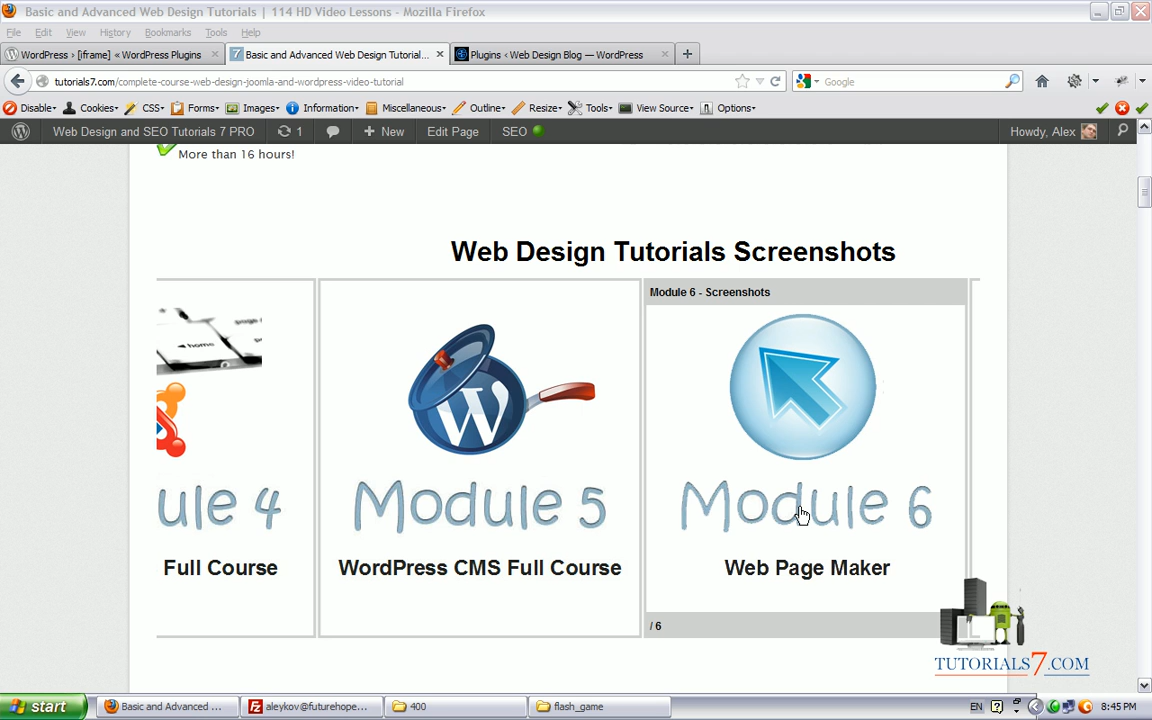 Basic and Advanced Web Design Tutorials | 114 HD Video Lessons - Mozilla Firefox
File Edit View History Bookmarks Tools Help
WordPress › [iframe] « WordPress Plugins
7 Basic and Advanced Web Design Tutorial...
Plugins ‹ Web Design Blog — WordPress
tutorials7.com/complete-course-web-design-joomla-and-wordpress-video-tutorial
Google
Disable Cookies CSS Forms Images Information Miscellaneous Outline Resize Tools View Source Options
Web Design and SEO Tutorials 7 PRO 1 New Edit Page SEO Howdy, Alex
More than 16 hours!
Web Design Tutorials Screenshots
Module 6 - Screenshots
home
ule 4 Module 5 Module 6
Full Course WordPress CMS Full Course Web Page Maker
/ 6
TUTORIALS7.COM
start Basic and Advanced ... aleykov@futurehope... 400 flash_game EN 8:45 PM